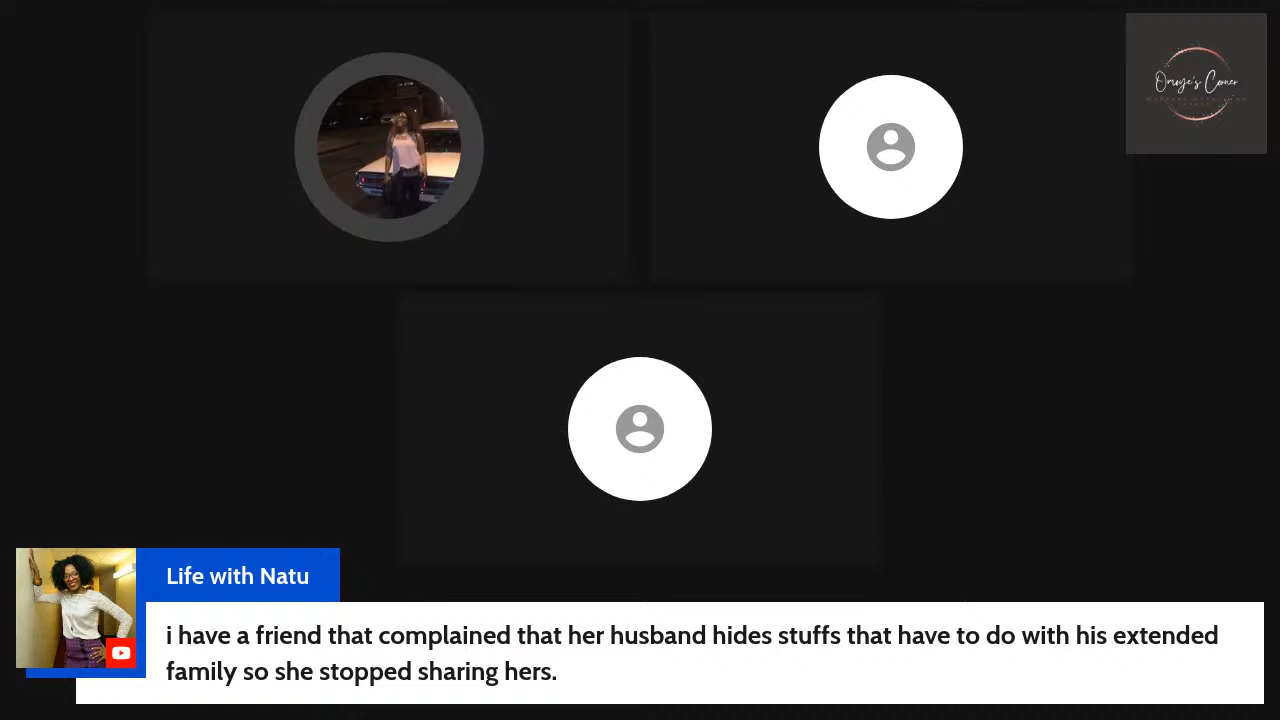 Omoye's Corner
Life with Natu
i have a friend that complained that her husband hides stuffs that have to do with his extended
family so she stopped sharing hers.